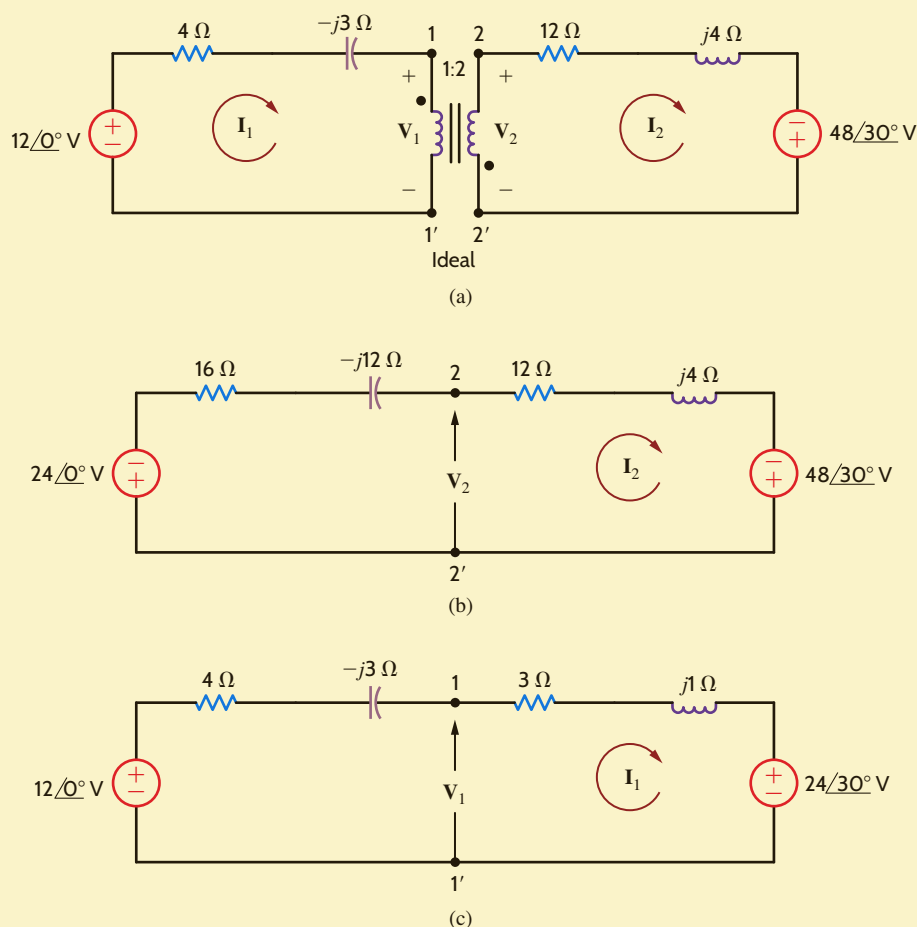 4 Ω −j3 Ω 1 2 12 Ω j4 Ω
1:2
+ +
12/0° V + − I₁ V₁ V₂ I₂ − + 48/30° V
− −
1′ 2′
Ideal
(a)
16 Ω −j12 Ω 2 12 Ω j4 Ω
24/0° V − + V₂ I₂ − + 48/30° V
2′
(b)
4 Ω −j3 Ω 1 3 Ω j1 Ω
12/0° V + − V₁ I₁ + − 24/30° V
1′
(c)